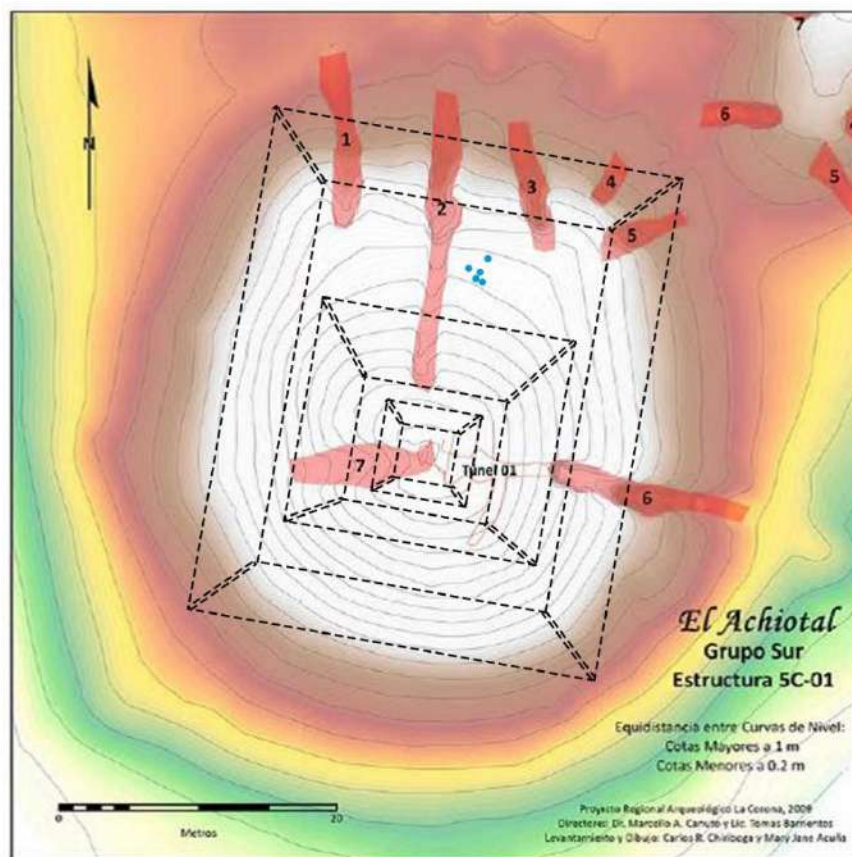 7
6
5
N
1
2
3
4
5
7
Tunel 01
6
El Achiotal
Grupo Sur
Estructura 5C-01
Equidistancia entre Curvas de Nivel:
Cotas Mayores a 1 m
Cotas Menores a 0.2 m
0 20
Metros
Proyecto Regional Arqueológico La Corona, 2009
Directores: Dr. Marcello A. Canuto y Lic. Tomas Barrientos
Levantamiento y Dibujo: Carlos R. Chiriboga y Mary Jane Acuña